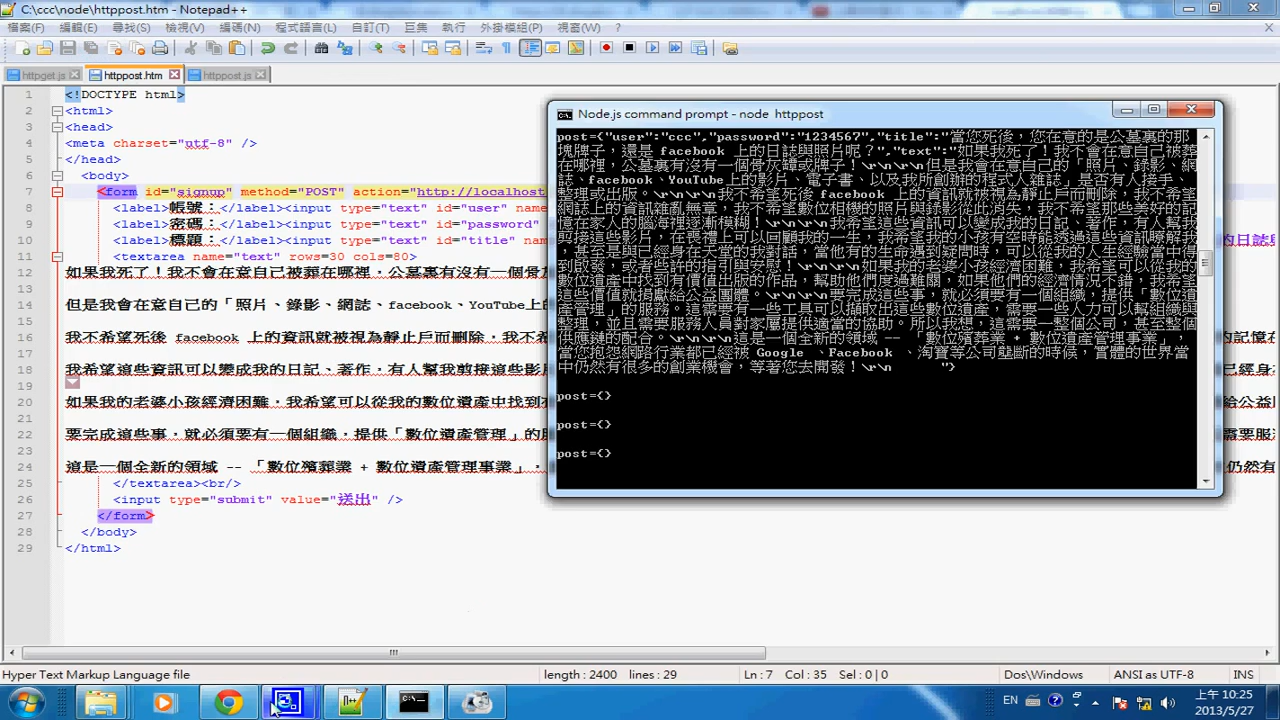 C:\ccc\node\httppost.htm - Notepad++
檔案(F) 編輯(E) 尋找(S) 檢視(V) 編碼(N) 程式語言(L) 設定(T) 巨集 執行 外掛模組(P) 視窗(W) ?
httpget.js httppost.htm httppost.js
1 <!DOCTYPE html>
2 <html>
3 <head>
4 <meta charset="utf-8" />
5 </head>
6 <body>
7 <form id="signup" method="POST" action="http://localhost
8 <label>帳號：</label><input type="text" id="user" name
9 <label>密碼：</label><input type="text" id="password"
10 <label>標題：</label><input type="text" id="title" nam
的日誌與
11 <textarea name="text" rows=30 cols=80>
12 如果我死了！我不會在意自己被葬在哪裡，公墓裏有沒有一個骨灰
13
14 但是我會在意自己的「照片、錄影、網誌、facebook、YouTube上的
15
16 我不希望死後 facebook 上的資訊就被視為靜止戶而刪除，我不希
的記憶在
17
18 我希望這些資訊可以變成我的日記、著作，有人幫我剪接這些影片
已經身在
19
20 如果我的老婆小孩經濟困難，我希望可以從我的數位遺產中找到有
給公益團
21
22 要完成這些事，就必須要有一個組織，提供「數位遺產管理」的服
需要服務
23
24 這是一個全新的領域 -- 「數位殯葬業 + 數位遺產管理事業」，
仍然有
25 </textarea><br/>
26 <input type="submit" value="送出" />
27 </form>
28 </body>
29 </html>
Node.js command prompt - node httppost
post={"user":"ccc","password":"1234567","title":"當您死後，您在意的是公墓裏的那
塊牌子，還是 facebook 上的日誌與照片呢？","text":"如果我死了！我不會在意自己被葬
在哪裡，公墓裏有沒有一個骨灰罈或牌子！\r\n\r\n但是我會在意自己的「照片、錄影、網
誌、facebook、YouTube上的影片、電子書、以及我所創辦的程式人雜誌」是否有人接手、
整理或出版。\r\n\r\n我不希望死後 facebook 上的資訊就被視為靜止戶而刪除，我不希望
網誌上的資訊雜亂無章，我不希望數位相機的照片與錄影從此消失，我不希望那些美好的記
憶在家人的腦海裡逐漸模糊！\r\n\r\n我希望這些資訊可以變成我的日記、著作，有人幫我
剪接這些影片，在喪禮上可以回顧我的一生，我希望我的小孩有空時能透過這些資訊瞭解我
，甚至是與已經身在天堂的我對話，當他有的生命遇到疑問時，可以從我的人生經驗當中得
到啟發，或者些許的指引與安慰！\r\n\r\n如果我的老婆小孩經濟困難，我希望可以從我的
數位遺產中找到有價值出版的作品，幫助他們度過難關，如果他們的經濟情況不錯，我希望
這些價值就捐獻給公益團體。\r\n\r\n要完成這些事，就必須要有一個組織，提供「數位遺
產管理」的服務。這需要有一些工具可以擷取出這些數位遺產，需要一些人力可以幫組織與
整理，並且需要服務人員對家屬提供適當的協助。所以我想，這需要一整個公司，甚至整個
供應鏈的配合。\r\n\r\n這是一個全新的領域 -- 「數位殯葬業 + 數位遺產管理事業」，
當您抱怨網路行業都已經被 Google 、Facebook 、淘寶等公司壟斷的時候，實體的世界當
中仍然有很多的創業機會，等著您去開發！\r\n "}
post={}
post={}
post={}
Hyper Text Markup Language file length : 2400 lines : 29 Ln : 7 Col : 35 Sel : 0 | 0 Dos\Windows ANSI as UTF-8 INS
EN 上午 10:25
2013/5/27